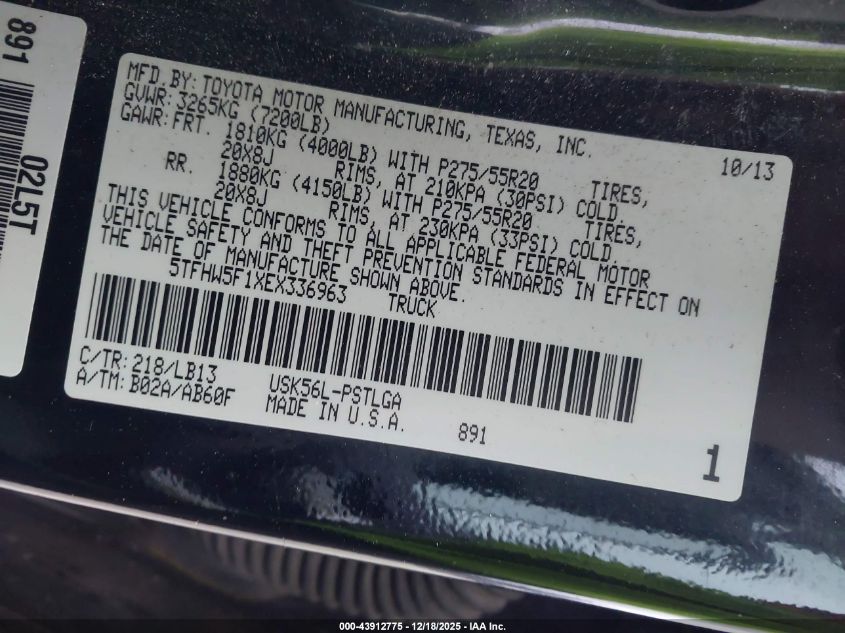 MFD.BY:TOYOTA MOTOR MANUFACTURING, TEXAS, INC. 10/13
GVWR:3265KG (7200LB)
GAWR:FRT. 1810KG (4000LB) WITH P275/55R20 TIRES,
20X8J RIMS, AT 210KPA (30PSI) COLD.
RR. 1880KG (4150LB) WITH P275/55R20 TIRES,
20X8J RIMS, AT 230KPA (33PSI) COLD.
THIS VEHICLE CONFORMS TO ALL APPLICABLE FEDERAL MOTOR
VEHICLE SAFETY AND THEFT PREVENTION STANDARDS IN EFFECT ON
THE DATE OF MANUFACTURE SHOWN ABOVE.
5TFHW5F1XEX336963 TRUCK
C/TR:218/LB13 USK56L-PSTLGA
A/TM:B02A/AB60F MADE IN U.S.A. 891
1
891
02L5T
000-43912775 - 12/18/2025 - IAA Inc.